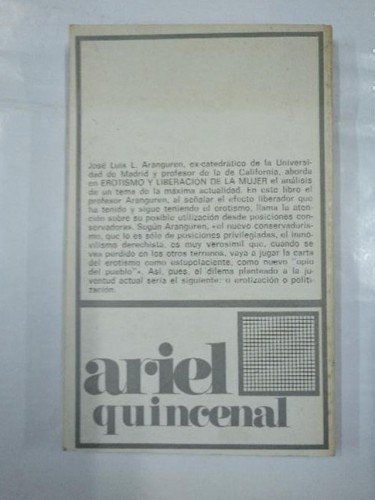 José Luis L. Aranguren, ex-catedrático de la Universi-
dad de Madrid y profesor de la de California, aborda
en EROTISMO Y LIBERACION DE LA MUJER el análisis
de un tema de la máxima actualidad. En este libro el
profesor Aranguren, al señalar el efecto liberador que
ha tenido y sigue teniendo el erotismo, llama la aten-
ción sobre su posible utilización desde posiciones con-
servadoras. Según Aranguren, «el nuevo conservaduris-
mo, que lo es sólo de posiciones privilegiadas, el inmo-
vilismo derechista, es muy verosímil que, cuando se
vea perdido en los otros terrenos, vaya a jugar la carta
del erotismo como estupefaciente, como nuevo "opio
del pueblo"». Así, pues, el dilema planteado a la ju-
ventud actual sería el siguiente: o erotización o politi-
zación.
ariel
quincenal